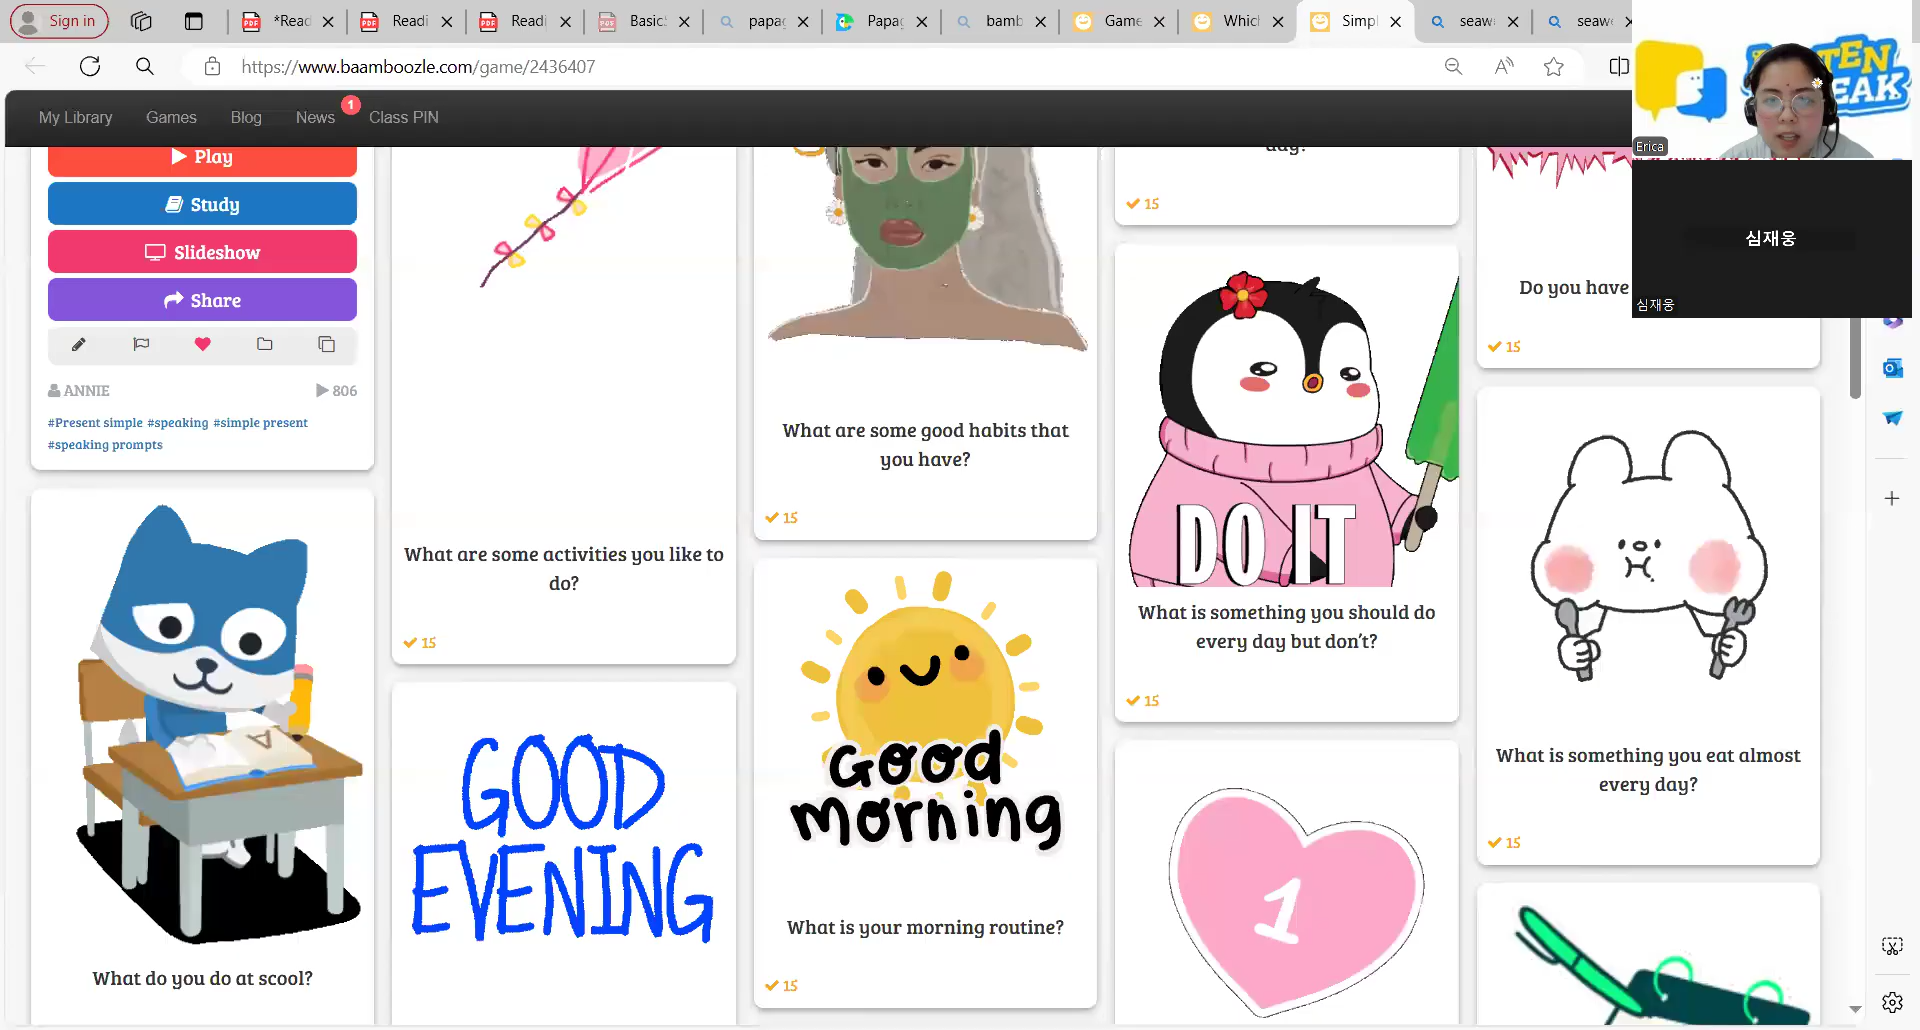 Sign in
*Read
Readi
Readi
Basic
papa
Papag
bamb
Game
Whicl
Simpl
seaw
seaw
https://www.baamboozle.com/game/2436407
My Library
Games
Blog
News
1
Class PIN
Play
Study
Slideshow
Share
ANNIE
806
#Present simple #speaking #simple present
#speaking prompts
What do you do at scool?
What are some activities you like to
do?
15
GOOD
EVENING
What are some good habits that
you have?
15
Good
morning
What is your morning routine?
15
day?
15
DO IT
What is something you should do
every day but don't?
15
1
Do you have
15
What is something you eat almost
every day?
15
EAK
Erica
심재웅
심재웅